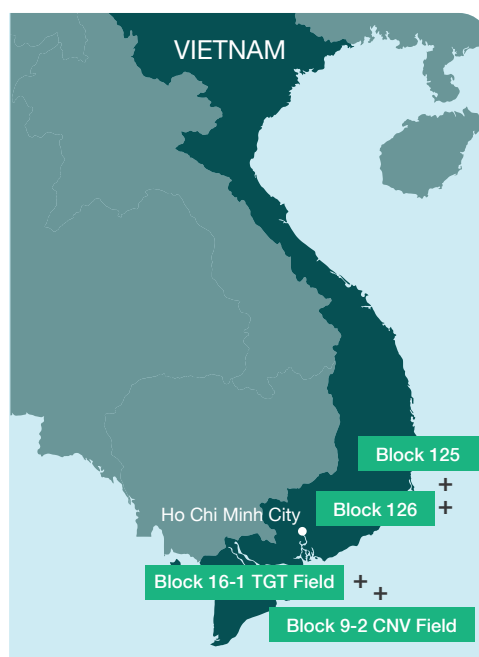 VIETNAM
Block 125
Block 126
Ho Chi Minh City
Block 16-1 TGT Field
Block 9-2 CNV Field